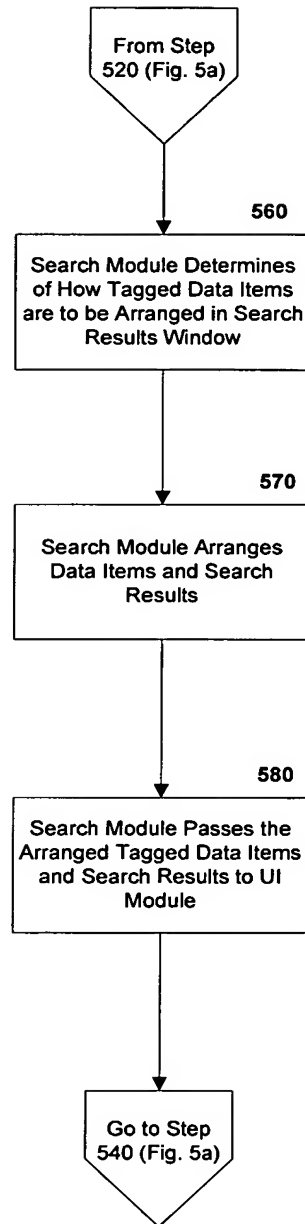 From Step
520 (Fig. 5a)
560
Search Module Determines
of How Tagged Data Items
are to be Arranged in Search
Results Window
570
Search Module Arranges
Data Items and Search
Results
580
Search Module Passes the
Arranged Tagged Data Items
and Search Results to UI
Module
Go to Step
540 (Fig. 5a)